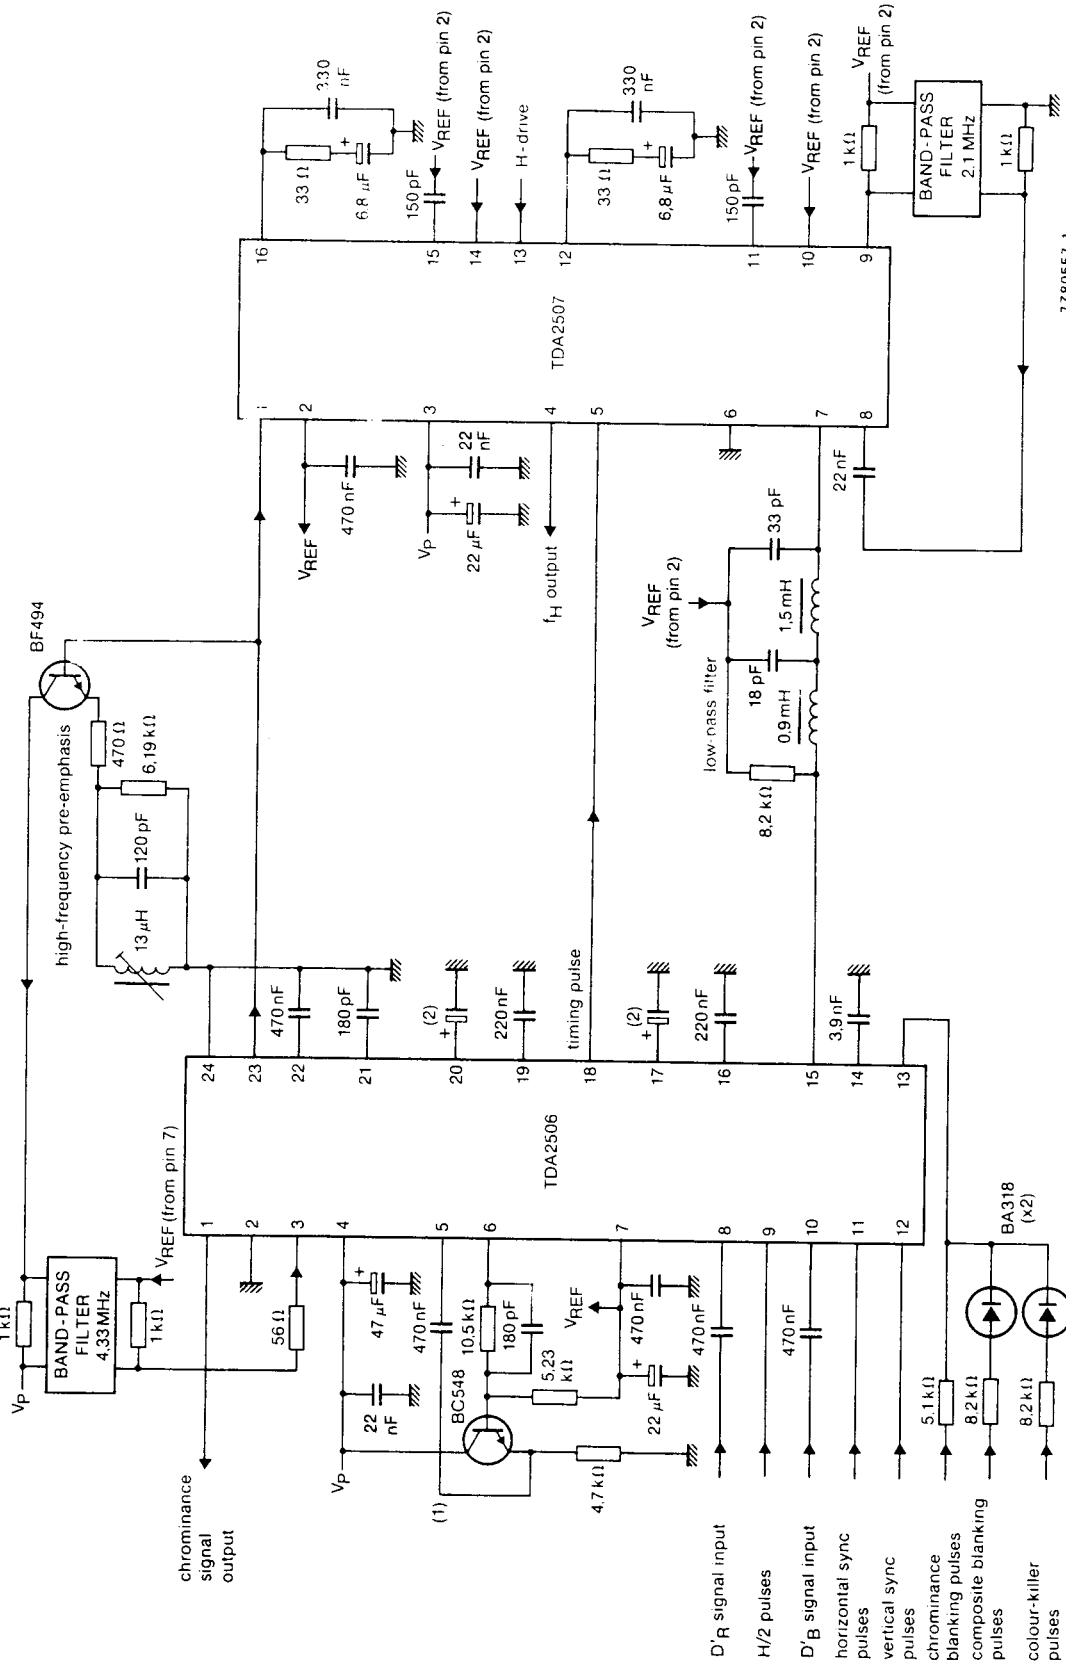 1 kΩ
VP
BAND-PASS
FILTER
4,33 MHz
1 kΩ
VREF (from pin 7)
56 Ω
chrominance
signal
output
VP
22
nF
47 µF
+
470 nF
(1)
BC548
10,5 kΩ
180 pF
5,23
kΩ
4,7 kΩ
VREF
22 µF
+
470 nF
470 nF
470 nF
D'R signal input
H/2 pulses
D'B signal input
horizontal sync
pulses
vertical sync
pulses
chrominance
blanking pulses
composite blanking
pulses
colour-killer
pulses
5,1 kΩ
8,2 kΩ
8,2 kΩ
BA318
(x2)
1
2
3
4
5
6
7
8
9
10
11
12
TDA2506
24
23
22
21
20
19
18
17
16
15
14
13
high-frequency pre-emphasis
13 µH
120 pF
6,19 kΩ
470 Ω
BF494
470 nF
180 pF
(2)
+
220 nF
timing pulse
(2)
+
220 nF
3,9 nF
8,2 kΩ
low-pass filter
0,9 mH
18 pF
1,5 mH
33 pF
VREF
(from pin 2)
22 nF
VREF
470 nF
VP
22 µF
+
22
nF
fH output
1
2
3
4
5
6
7
8
TDA2507
16
15
14
13
12
11
10
9
33 Ω
6,8 µF
+
330
nF
150 pF
VREF (from pin 2)
VREF (from pin 2)
H-drive
33 Ω
6,8 µF
+
330
nF
150 pF
VREF (from pin 2)
VREF (from pin 2)
1 kΩ
VREF
(from pin 2)
BAND-PASS
FILTER
2,1 MHz
1 kΩ